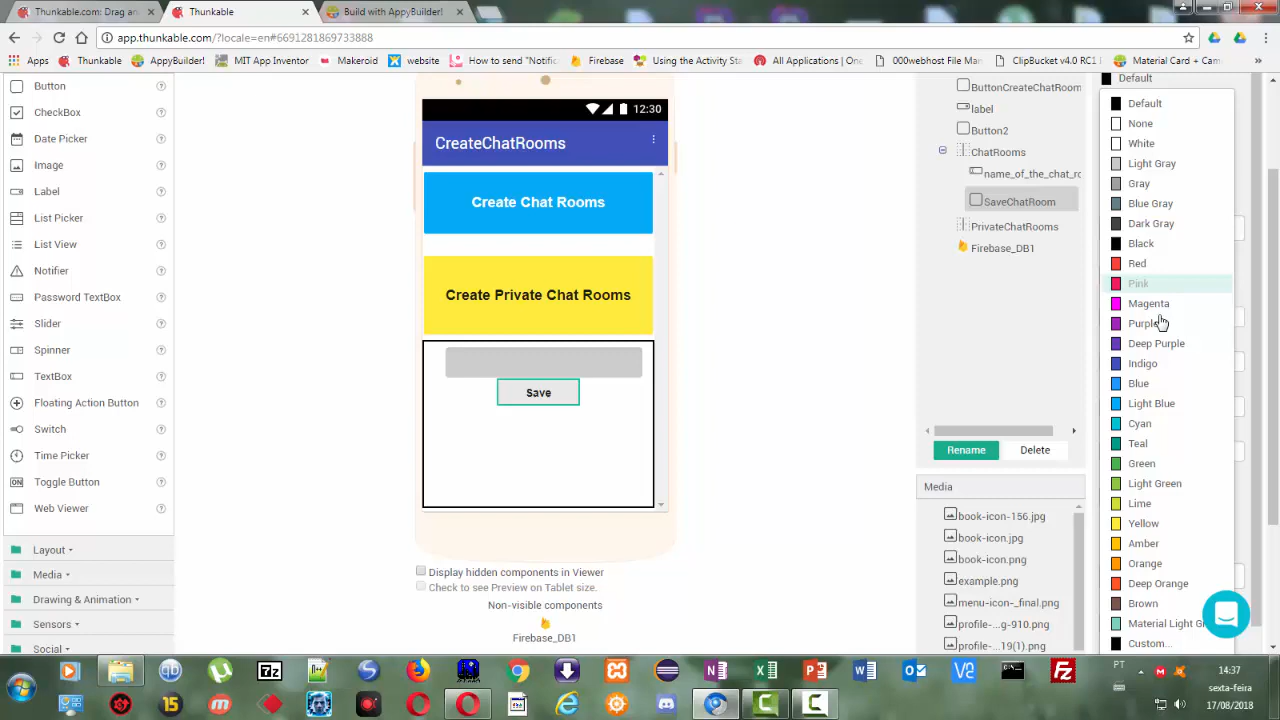 Thunkable.com: Drag an
Thunkable
Build with AppyBuilder!
app.thunkable.com/?locale=en#6691281869733888
Apps
Thunkable
AppyBuilder!
MIT App Inventor
Makeroid
website
How to send "Notific
Firebase
Using the Activity Sta
All Applications | One
000webhost File Man
ClipBucket v4.0 RC1
Material Card + Cam
»
Button
CheckBox
Date Picker
Image
Label
List Picker
List View
Notifier
Password TextBox
Slider
Spinner
TextBox
Floating Action Button
Switch
Time Picker
Toggle Button
Web Viewer
Layout
Media
Drawing & Animation
Sensors
Social
12:30
CreateChatRooms
Create Chat Rooms
Create Private Chat Rooms
Save
Display hidden components in Viewer
Check to see Preview on Tablet size.
Non-visible components
Firebase_DB1
ButtonCreateChatRoom
label
Button2
ChatRooms
name_of_the_chat_ro
SaveChatRoom
PrivateChatRooms
Firebase_DB1
Rename
Delete
Media
book-icon-156.jpg
book-icon.jpg
book-icon.png
example.png
menu-icon-_final.png
profile-...g-910.png
profile-...19(1).png
Default
Default
None
White
Light Gray
Gray
Blue Gray
Dark Gray
Black
Red
Pink
Magenta
Purple
Deep Purple
Indigo
Blue
Light Blue
Cyan
Teal
Green
Light Green
Lime
Yellow
Amber
Orange
Deep Orange
Brown
Material Light Gr
Custom...
PT
14:37
sexta-feira
17/08/2018